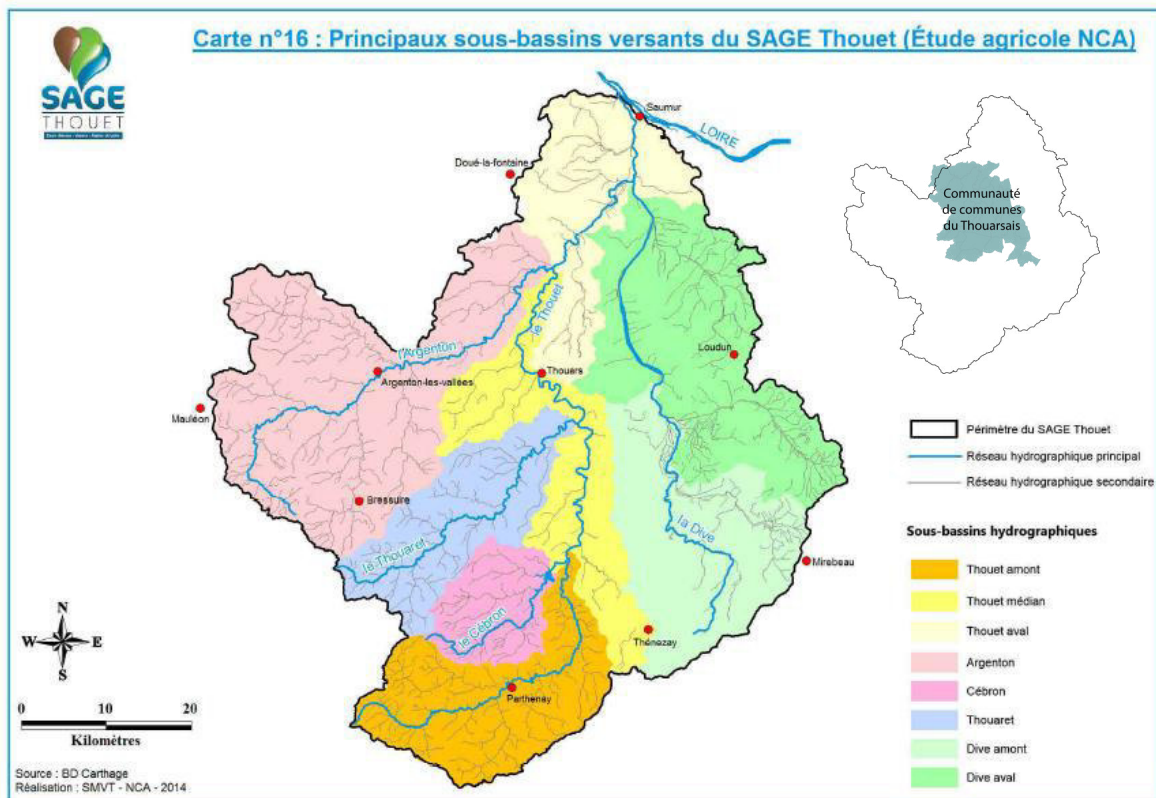 Carte n°16 : Principaux sous-bassins versants du SAGE Thouet (Étude agricole NCA)
SAGE
THOUET
Saumur
LOIRE
Doué-la-fontaine
Communauté
de communes
du Thouarsais
le Thouet
l'Argenton
Loudun
Argenton-les-vallées
Thouars
Mauléon
Bressuire
le Thouaret
la Dive
Mirebeau
le Cébron
Thénezay
Parthenay
Périmètre du SAGE Thouet
Réseau hydrographique principal
Réseau hydrographique secondaire
Sous-bassins hydrographiques
Thouet amont
Thouet médian
Thouet aval
Argenton
Cébron
Thouaret
Dive amont
Dive aval
N
W E
S
0 10 20
Kilomètres
Source : BD Carthage
Réalisation : SMVT - NCA - 2014